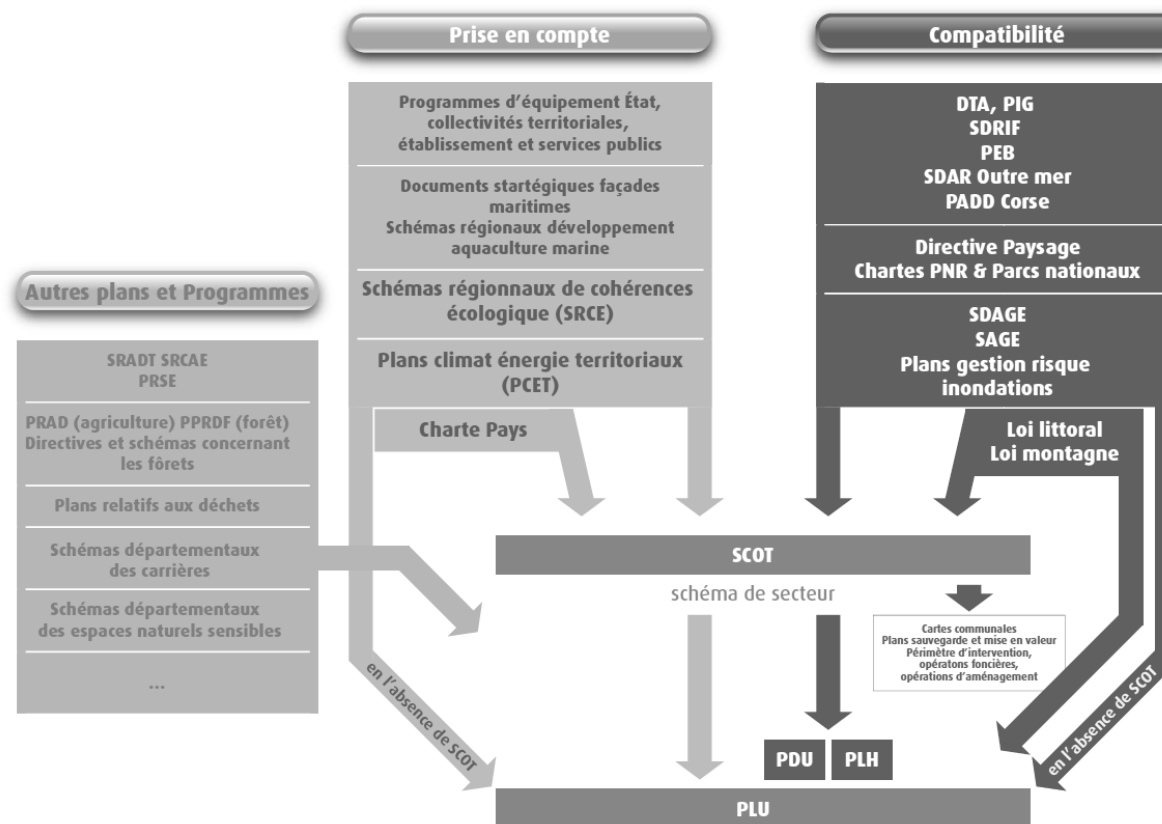 Prise en compte
Programmes d'équipement État,
collectivités territoriales,
établissement et services publics
Documents startégiques façades
maritimes
Schémas régionaux développement
aquaculture marine
Schémas régionnaux de cohérences
écologique (SRCE)
Plans climat énergie territoriaux
(PCET)
Charte Pays
Compatibilité
DTA, PIG
SDRIF
PEB
SDAR Outre mer
PADD Corse
Directive Paysage
Chartes PNR & Parcs nationaux
SDAGE
SAGE
Plans gestion risque
inondations
Loi littoral
Loi montagne
Autres plans et Programmes
SRADT SRCAE
PRSE
PRAD (agriculture) PPRDF (forêt)
Directives et schémas concernant
les fôrets
Plans relatifs aux déchets
Schémas départementaux
des carrières
Schémas départementaux
des espaces naturels sensibles
...
SCOT
schéma de secteur
Cartes communales
Plans sauvegarde et mise en valeur
Périmètre d'intervention,
opératons foncières,
opérations d'aménagement
en l'absence de SCOT
en l'absence de SCOT
PDU
PLH
PLU